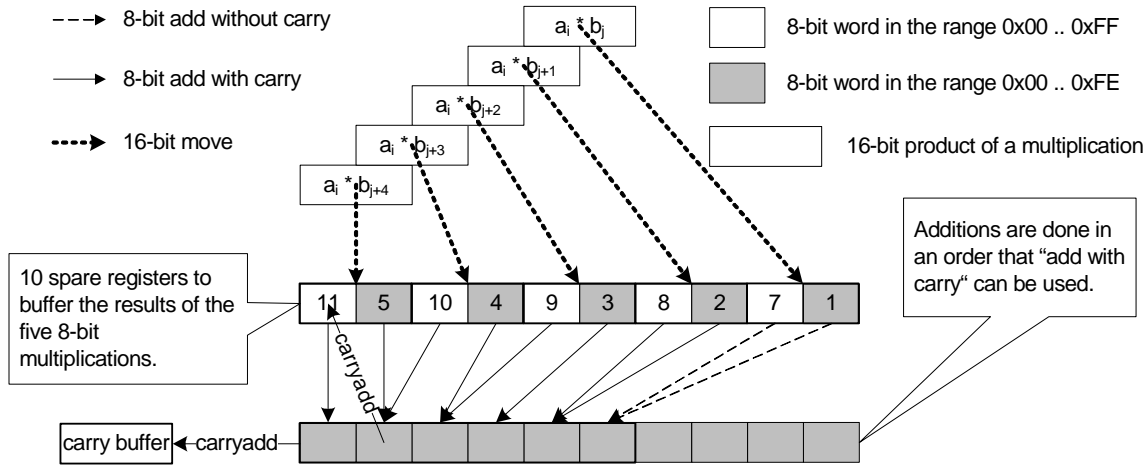 8-bit add without carry
8-bit add with carry
16-bit move
a_i * b_j
a_i * b_{j+1}
a_i * b_{j+2}
a_i * b_{j+3}
a_i * b_{j+4}
8-bit word in the range 0x00 .. 0xFF
8-bit word in the range 0x00 .. 0xFE
16-bit product of a multiplication
10 spare registers to
buffer the results of the
five 8-bit
multiplications.
11 5 10 4 9 3 8 2 7 1
Additions are done in
an order that “add with
carry“ can be used.
carryadd
carry buffer
carryadd